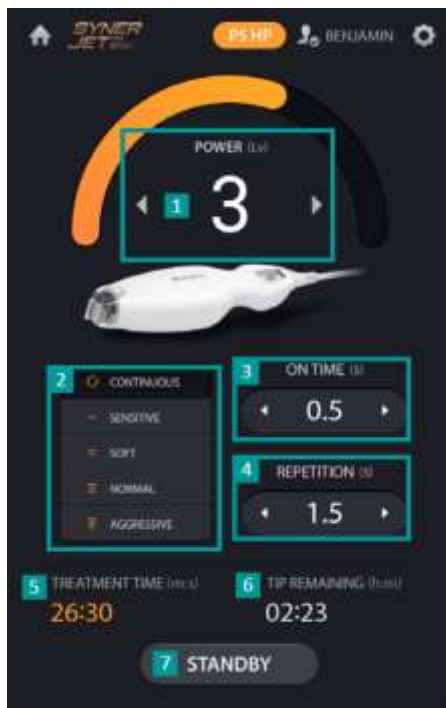 SYNER
JET
P5 HP
BENJAMIN
POWER (Lv)
1
3
2
CONTINUOUS
SENSITIVE
SOFT
NORMAL
AGGRESSIVE
3
ON TIME (s)
0.5
4
REPETITION (s)
1.5
5
TREATMENT TIME (m:s)
26:30
6
TIP REMAINING (h:m)
02:23
7
STANDBY